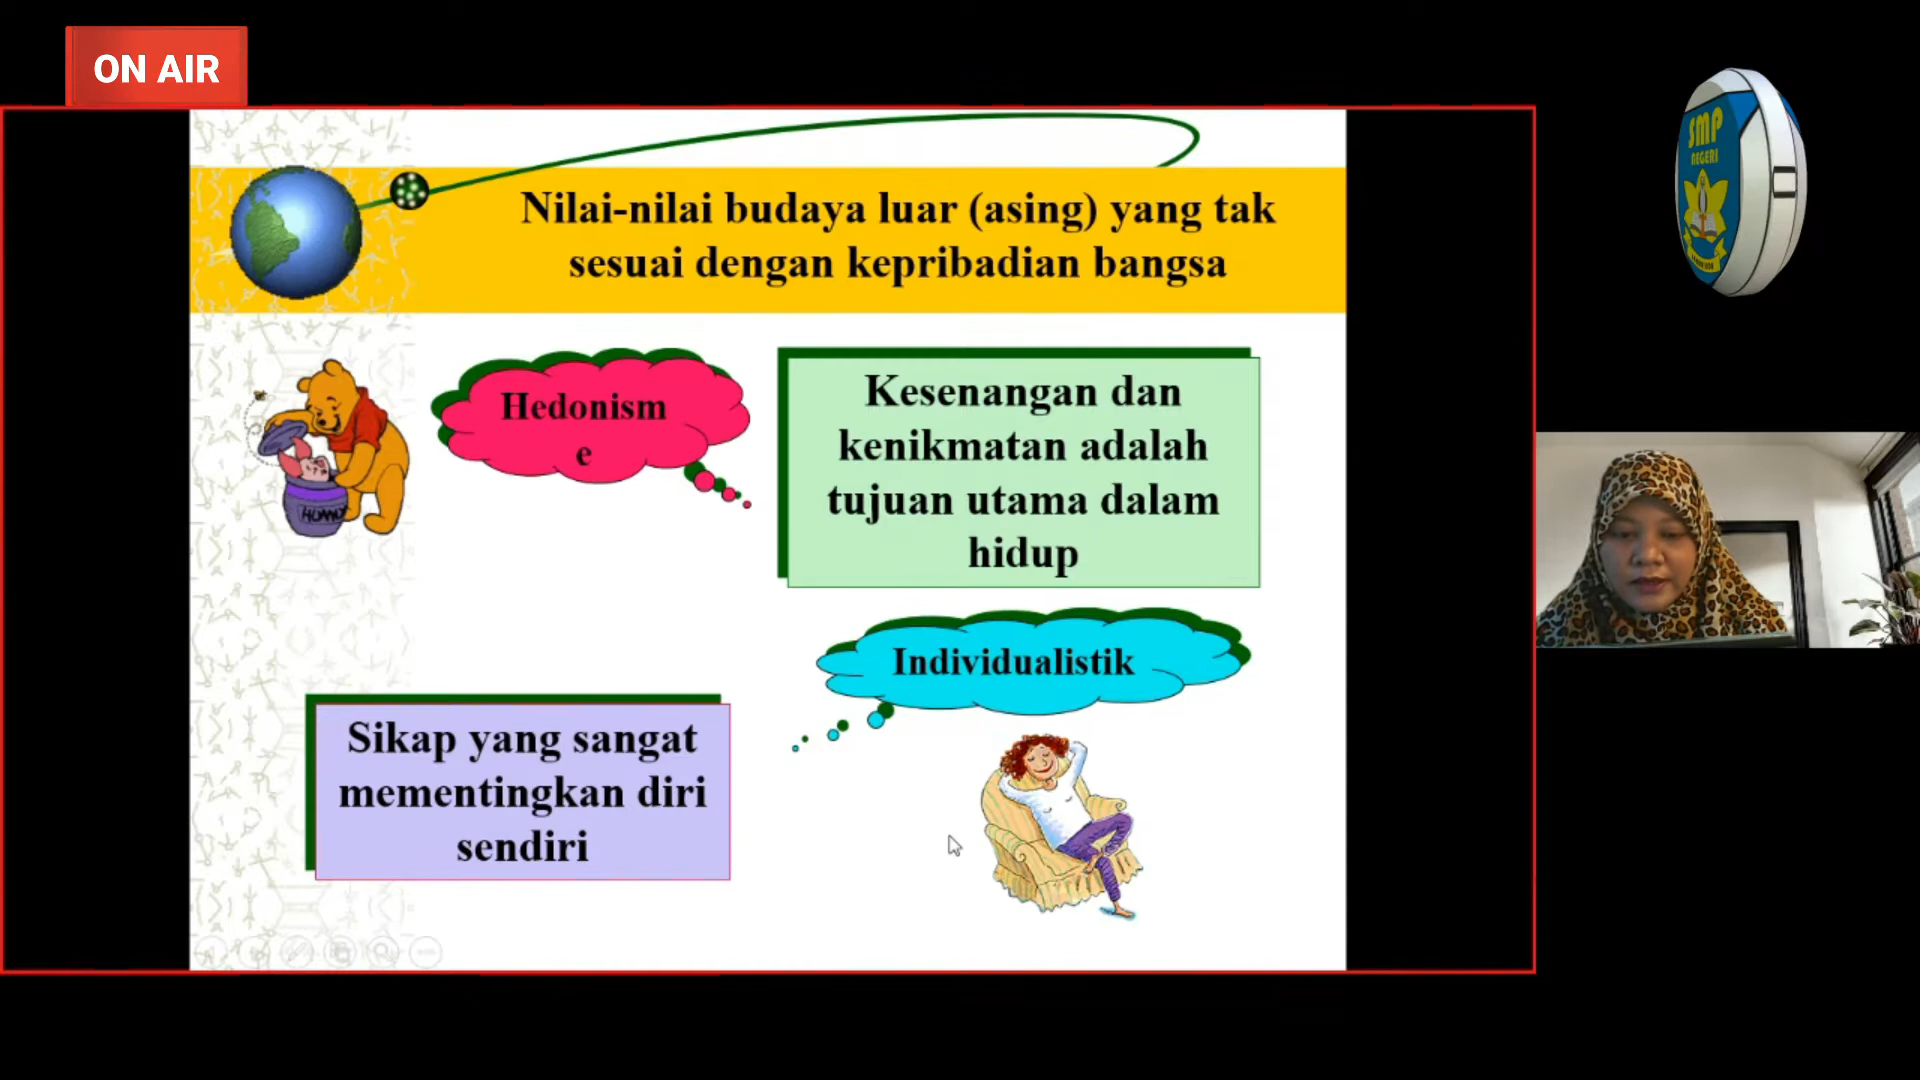 ON AIR
SMP
NEGERI
Nilai-nilai budaya luar (asing) yang tak
sesuai dengan kepribadian bangsa
Hedonism
e
Kesenangan dan
kenikmatan adalah
tujuan utama dalam
hidup
HUNNY
Individualistik
Sikap yang sangat
mementingkan diri
sendiri